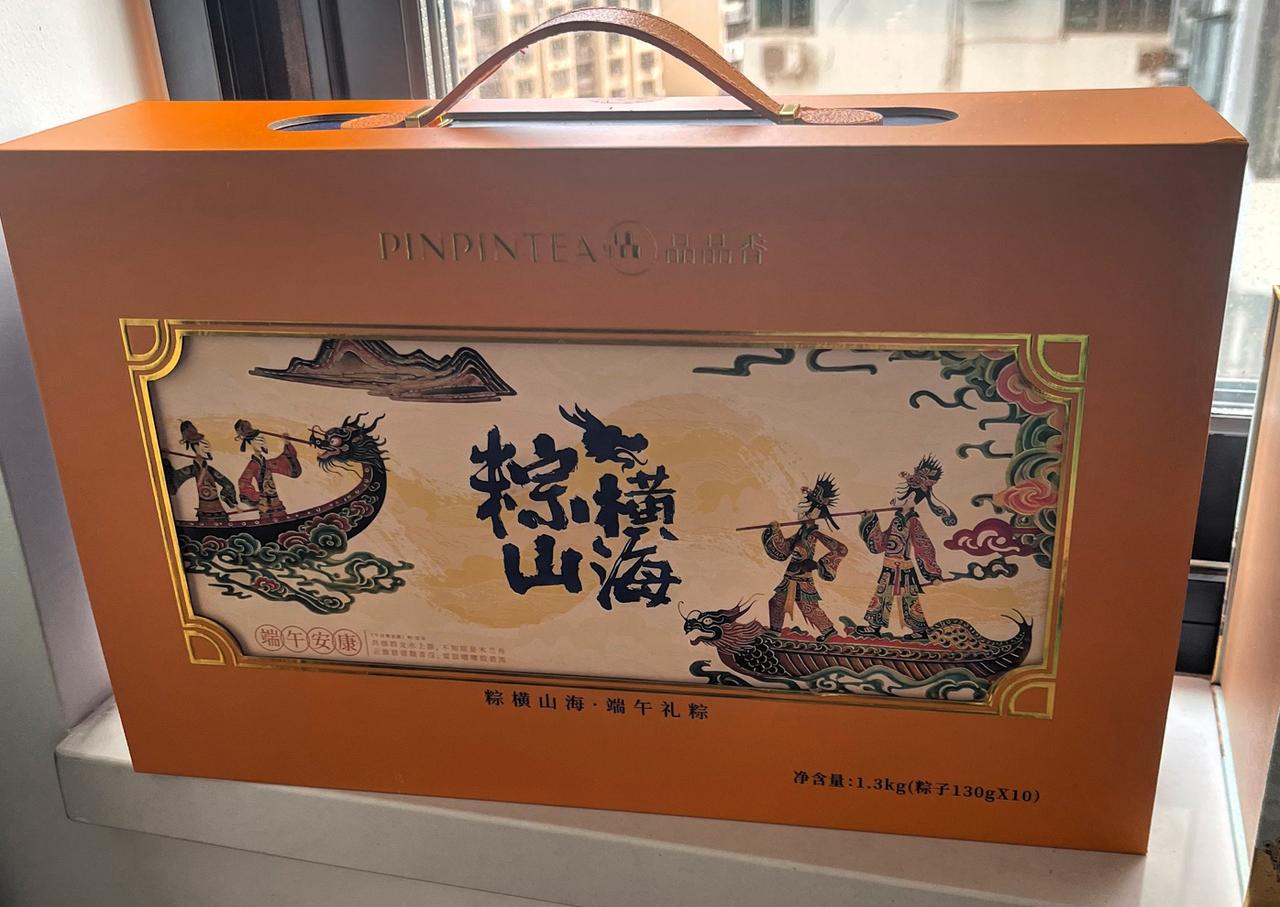 PINPINTEA 品品香
粽横
山海
端午安康
粽横山海·端午礼粽
净含量:1.3kg(粽子130gX10)